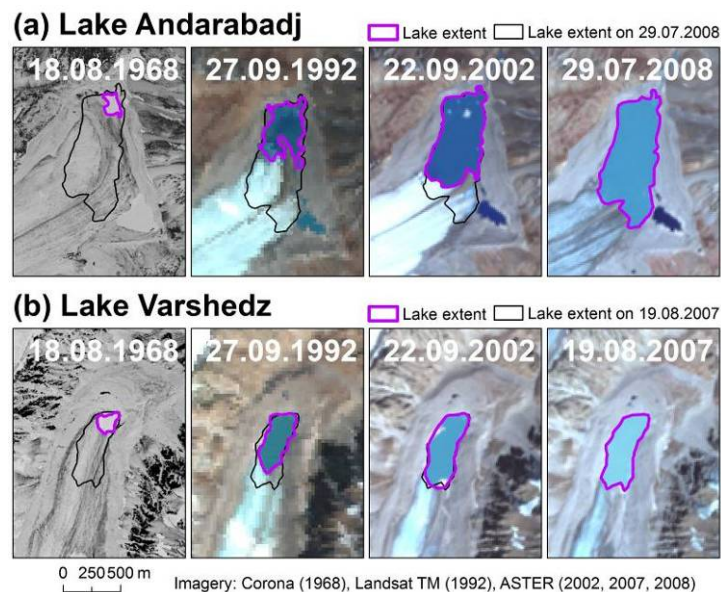 (a) Lake Andarabadj
Lake extent Lake extent on 29.07.2008
18.08.1968 27.09.1992 22.09.2002 29.07.2008
(b) Lake Varshedz
Lake extent Lake extent on 19.08.2007
18.08.1968 27.09.1992 22.09.2002 19.08.2007
0 250 500 m
Imagery: Corona (1968), Landsat TM (1992), ASTER (2002, 2007, 2008)